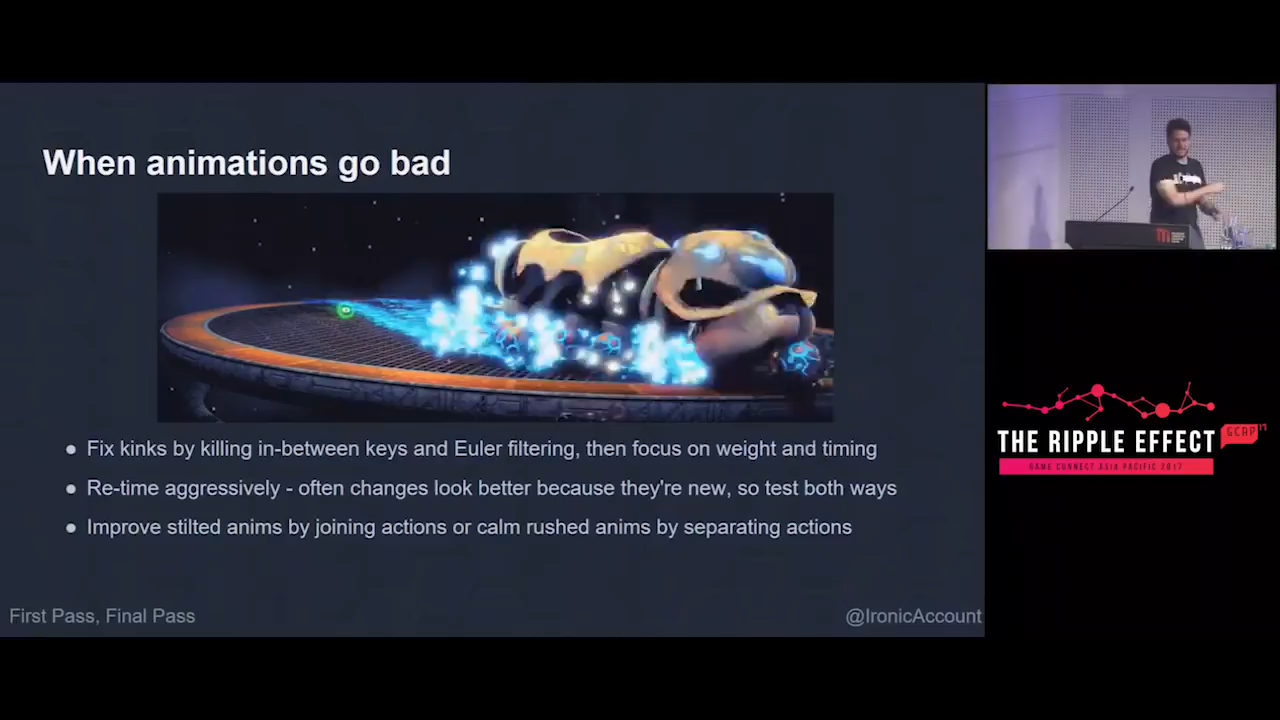 When animations go bad
● Fix kinks by killing in-between keys and Euler filtering, then focus on weight and timing
● Re-time aggressively - often changes look better because they're new, so test both ways
● Improve stilted anims by joining actions or calm rushed anims by separating actions
First Pass, Final Pass
@IronicAccount
THE RIPPLE EFFECT
GCAP17
GAME CONNECT ASIA PACIFIC 2017